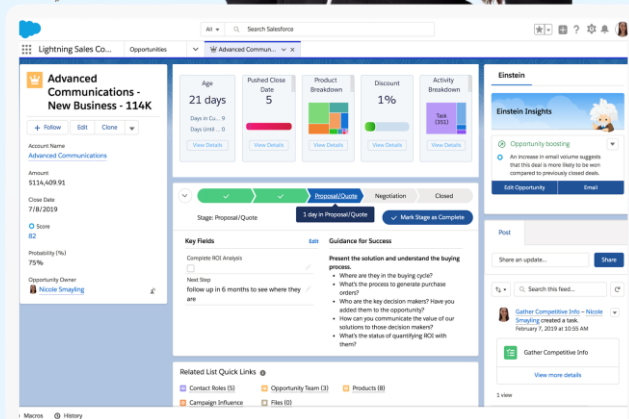 All
Search Salesforce
Lightning Sales Co...
Opportunities
Advanced Commun...
Advanced
Communications -
New Business - 114K
+ Follow
Edit
Clone
Account Name
Advanced Communications
Amount
$114,409.91
Close Date
7/8/2019
Score
82
Probability (%)
75%
Opportunity Owner
Nicole Smayling
Age
21 days
Days in Cu... 9
Days Until ... 0
View Details
Pushed Close
Date
5
View Details
Product
Breakdown
View Details
Discount
1%
View Details
Activity
Breakdown
Task
(351)
View Details
Proposal/Quote
Negotiation
Closed
Stage: Proposal/Quote
1 day in Proposal/Quote
Mark Stage as Complete
Key Fields
Edit
Complete ROI Analysis
Next Step
follow up in 6 months to see where they
are
Guidance for Success
Present the solution and understand the buying
process.
• Where are they in the buying cycle?
• What's the process to generate purchase
orders?
• Who are the key decision makers? Have you
added them to the opportunity?
• How can you communicate the value of our
solutions to those decision makers?
• What's the status of quantifying ROI with
them?
Related List Quick Links
Contact Roles (5)
Opportunity Team (3)
Products (8)
Campaign Influence
Files (0)
Einstein
Einstein Insights
Opportunity boosting
An increase in email volume suggests
that this deal is more likely to be won
compared to previously closed deals.
Edit Opportunity
Email
Post
Share an update...
Share
Search this feed...
Gather Competitive Info – Nicole
Smayling created a task.
February 7, 2019 at 10:55 AM
Gather Competitive Info
View more details
1 view
Macros
History